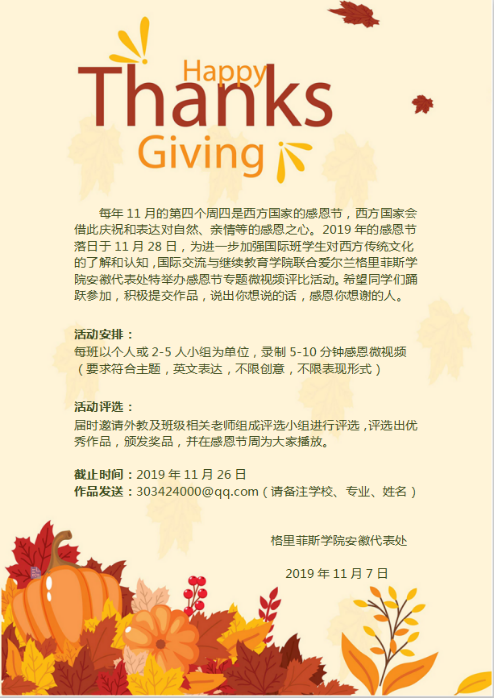 Happy
Thanks
Giving
每年 11 月的第四个周四是西方国家的感恩节，西方国家会
借此庆祝和表达对自然、亲情等的感恩之心。2019 年的感恩节
落日于 11 月 28 日，为进一步加强国际班学生对西方传统文化
的了解和认知，国际交流与继续教育学院联合爱尔兰格里菲斯学
院安徽代表处特举办感恩节专题微视频评比活动。希望同学们踊
跃参加，积极提交作品，说出你想说的话，感恩你想谢的人。
活动安排：
每班以个人或 2-5 人小组为单位，录制 5-10 分钟感恩微视频
（要求符合主题，英文表达，不限创意，不限表现形式）
活动评选：
届时邀请外教及班级相关老师组成评选小组进行评选，评选出优
秀作品，颁发奖品，并在感恩节周为大家播放。
截止时间：2019 年 11 月 26 日
作品发送：303424000@qq.com（请备注学校、专业、姓名）
格里菲斯学院安徽代表处
2019 年 11 月 7 日